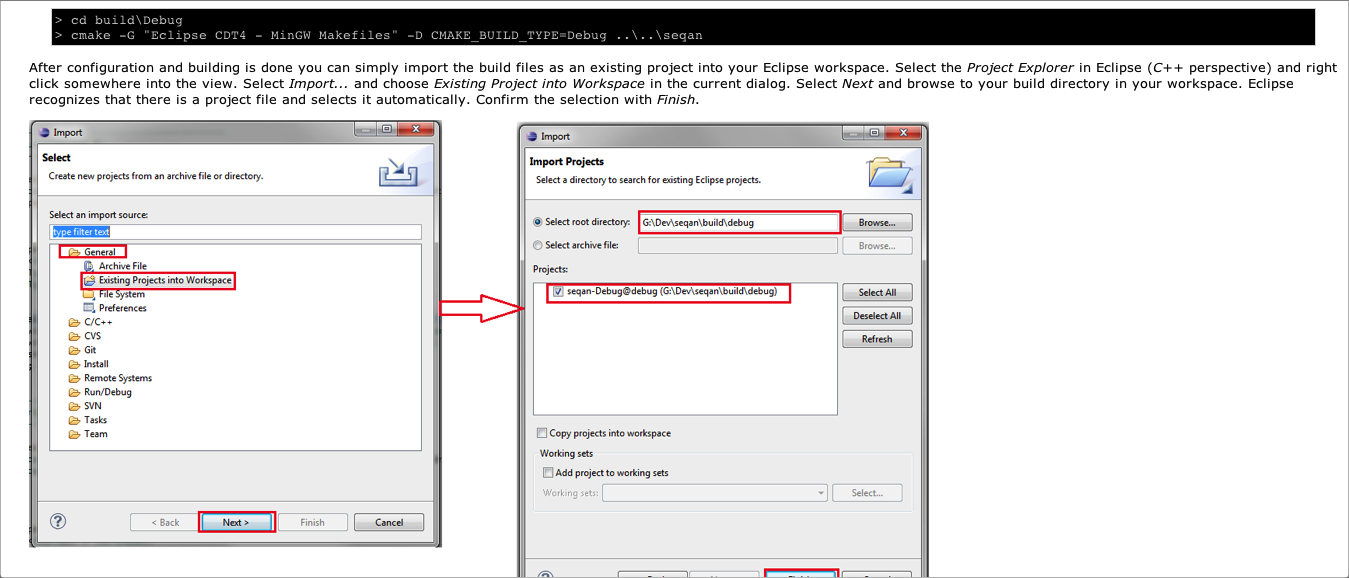 > cd build\Debug
> cmake -G "Eclipse CDT4 - MinGW Makefiles" -D CMAKE_BUILD_TYPE=Debug ..\..\seqan
After configuration and building is done you can simply import the build files as an existing project into your Eclipse workspace. Select the Project Explorer in Eclipse (C++ perspective) and right
click somewhere into the view. Select Import... and choose Existing Project into Workspace in the current dialog. Select Next and browse to your build directory in your workspace. Eclipse
recognizes that there is a project file and selects it automatically. Confirm the selection with Finish.
Import
Select
Create new projects from an archive file or directory.
Select an import source:
type filter text
General
Archive File
Existing Projects into Workspace
File System
Preferences
C/C++
CVS
Git
Install
Remote Systems
Run/Debug
SVN
Tasks
Team
< Back Next > Finish Cancel
Import
Import Projects
Select a directory to search for existing Eclipse projects.
Select root directory: G:\Dev\seqan\build\debug Browse...
Select archive file: Browse...
Projects:
seqan-Debug@debug (G:\Dev\seqan\build\debug)
Select All
Deselect All
Refresh
Copy projects into workspace
Working sets
Add project to working sets
Working sets: Select...